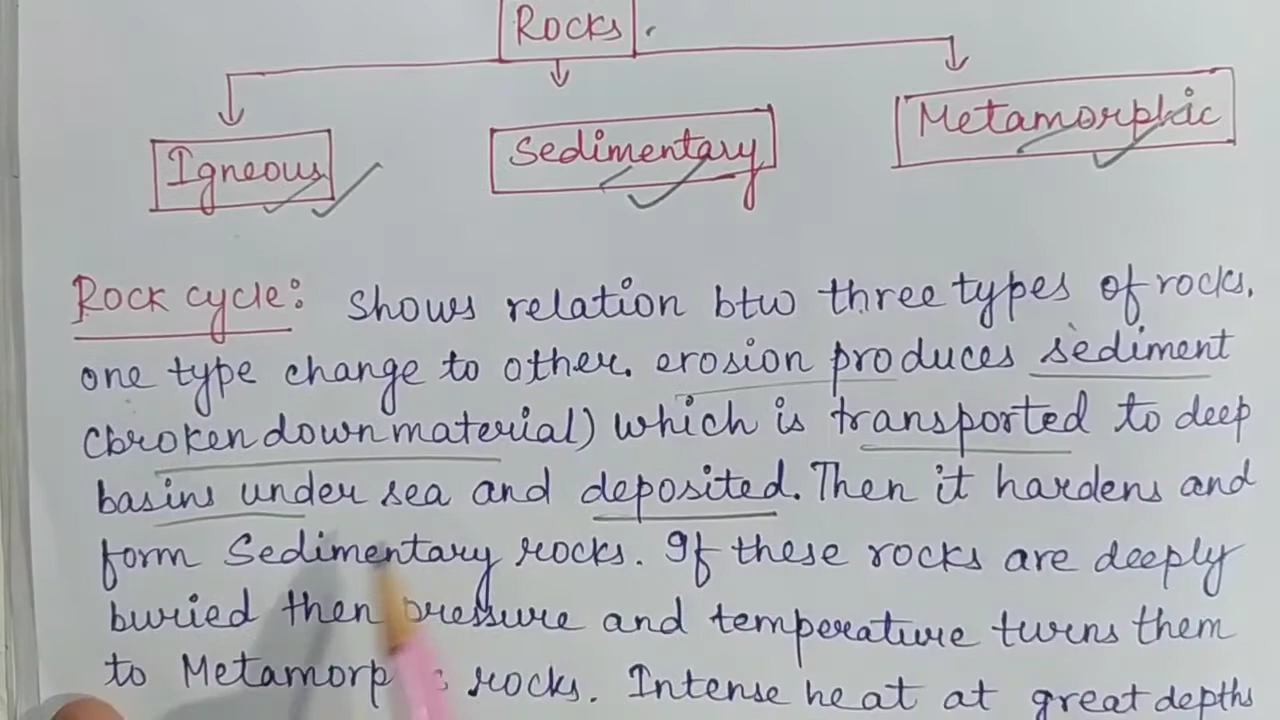 Rocks.
Igneous
Sedimentary
Metamorphic
Rock cycle: shows relation btw three types of rocks.
one type change to other. erosion produces sediment
(broken down material) which is transported to deep
basins under sea and deposited. Then it hardens and
form Sedimentary rocks. If these rocks are deeply
buried then pressure and temperature turns them
to rocks. Intense heat at great depths